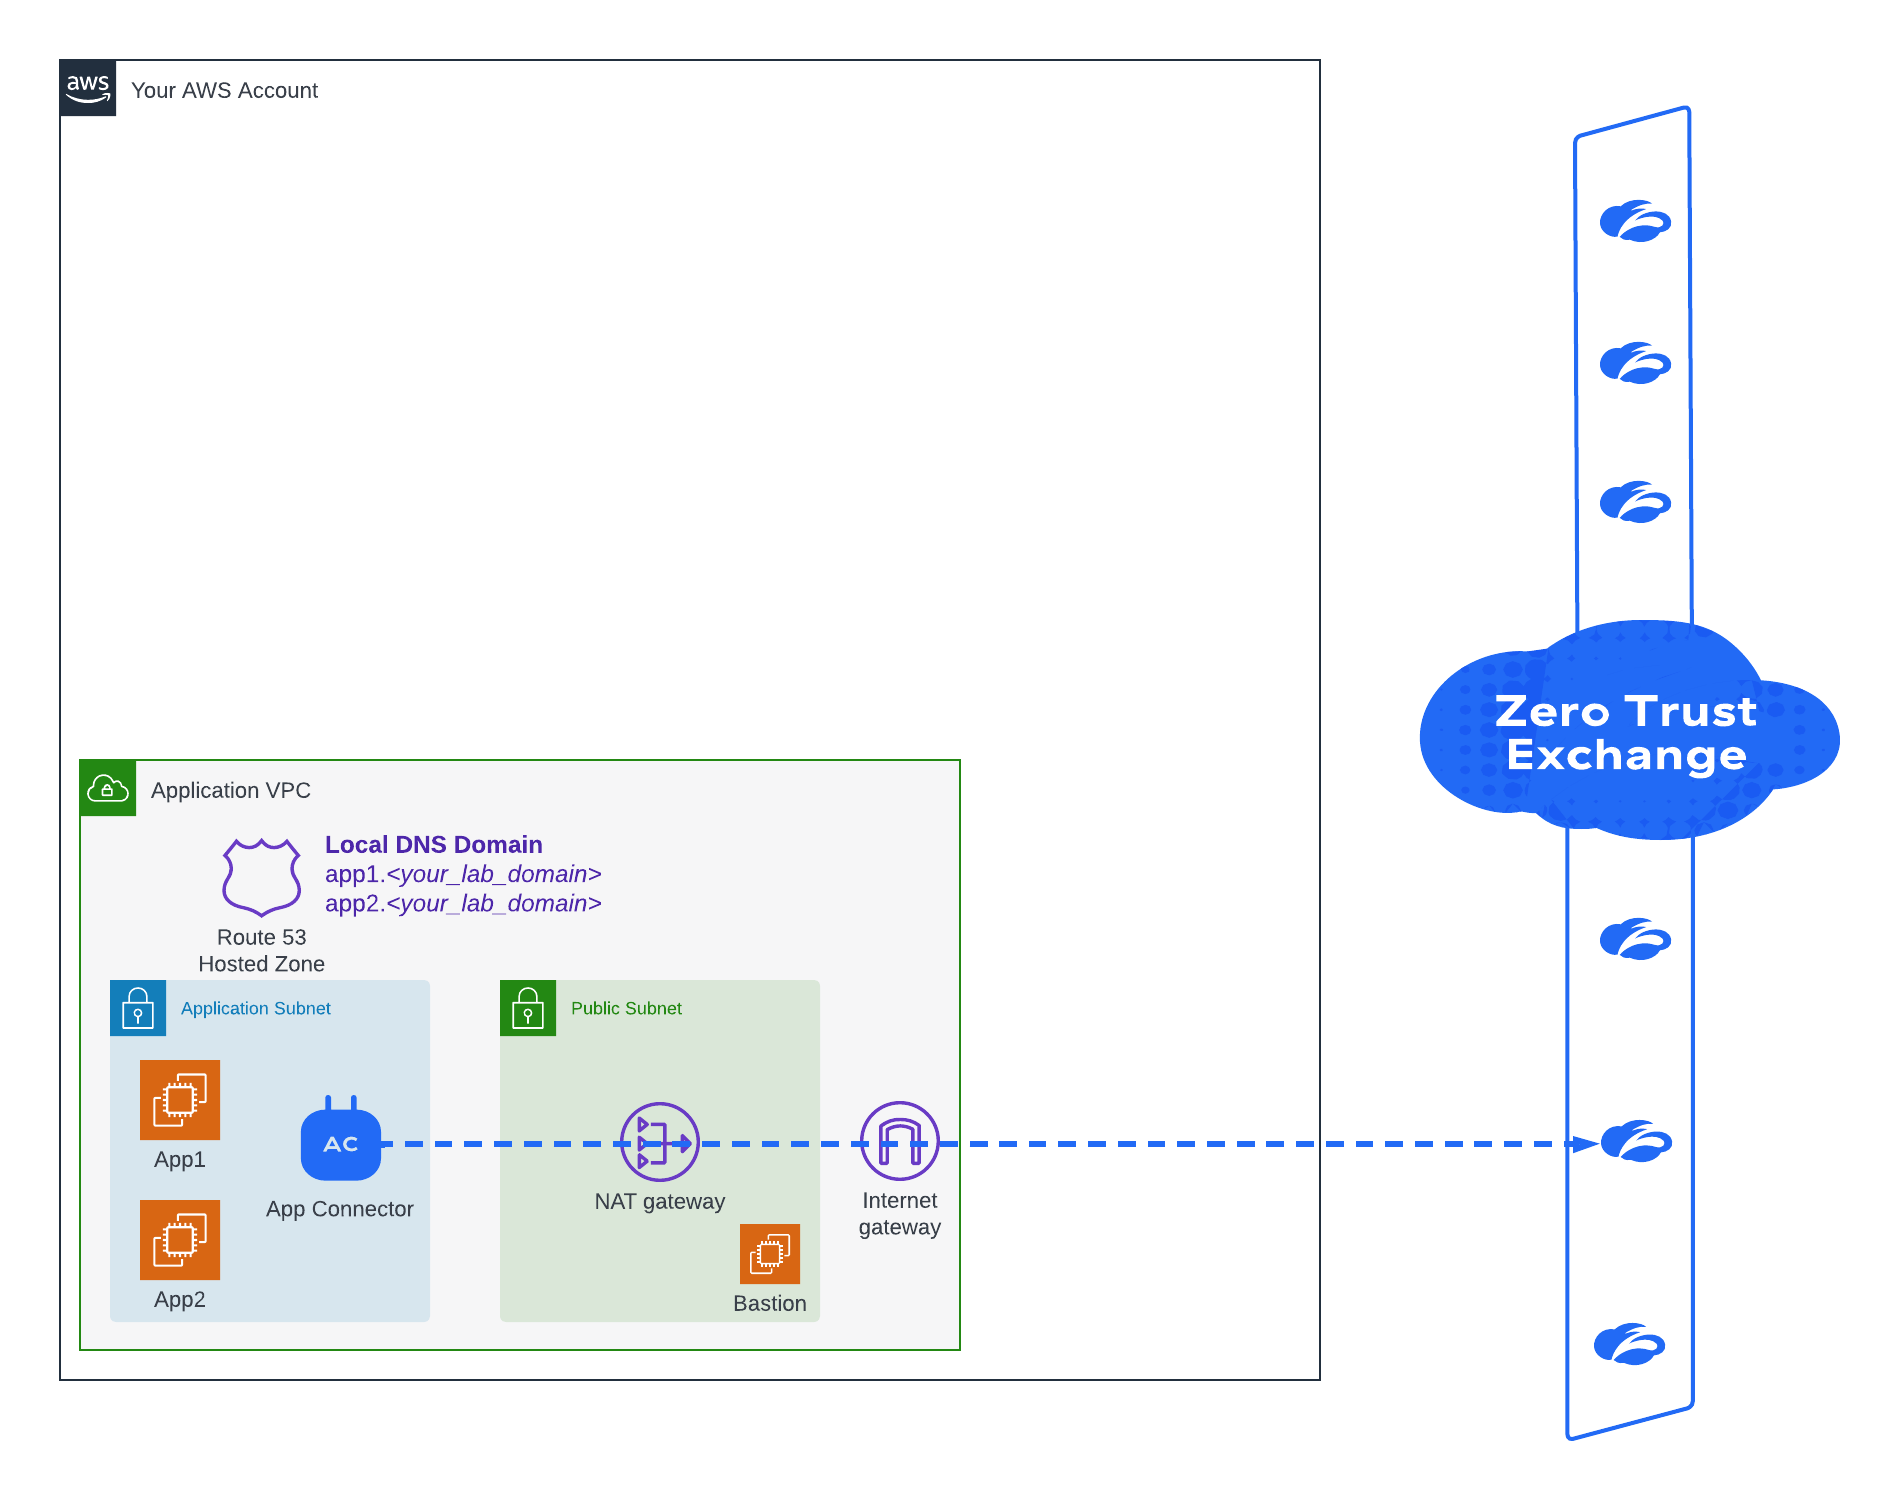 aws
Your AWS Account
Zero Trust
Exchange
Application VPC
Local DNS Domain
app1.<your_lab_domain>
app2.<your_lab_domain>
Route 53
Hosted Zone
Application Subnet
Public Subnet
App1
AC
App Connector
NAT gateway
Internet
gateway
App2
Bastion